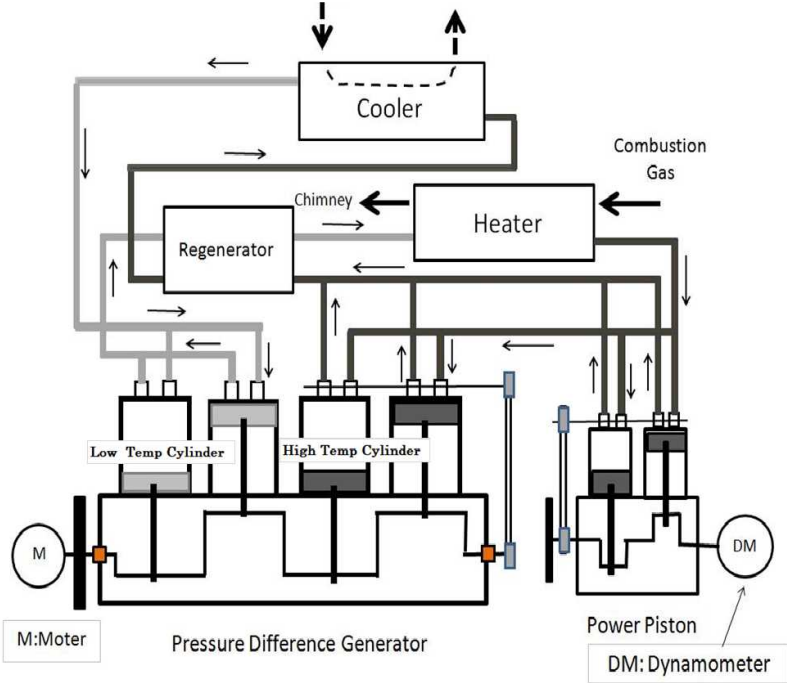 Cooler
Combustion
Gas
Chimney
Heater
Regenerator
Low Temp Cylinder
High Temp Cylinder
M
DM
M:Moter
Pressure Difference Generator
Power Piston
DM: Dynamometer